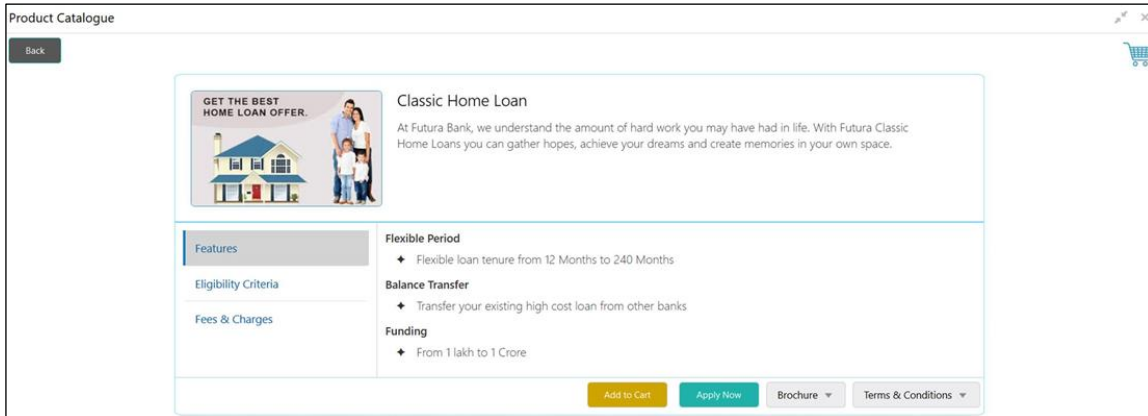 Product Catalogue
Back
GET THE BEST
HOME LOAN OFFER.
Classic Home Loan
At Futura Bank, we understand the amount of hard work you may have had in life. With Futura Classic
Home Loans you can gather hopes, achieve your dreams and create memories in your own space.
Features
Eligibility Criteria
Fees & Charges
Flexible Period
Flexible loan tenure from 12 Months to 240 Months
Balance Transfer
Transfer your existing high cost loan from other banks
Funding
From 1 lakh to 1 Crore
Add to Cart
Apply Now
Brochure
Terms & Conditions